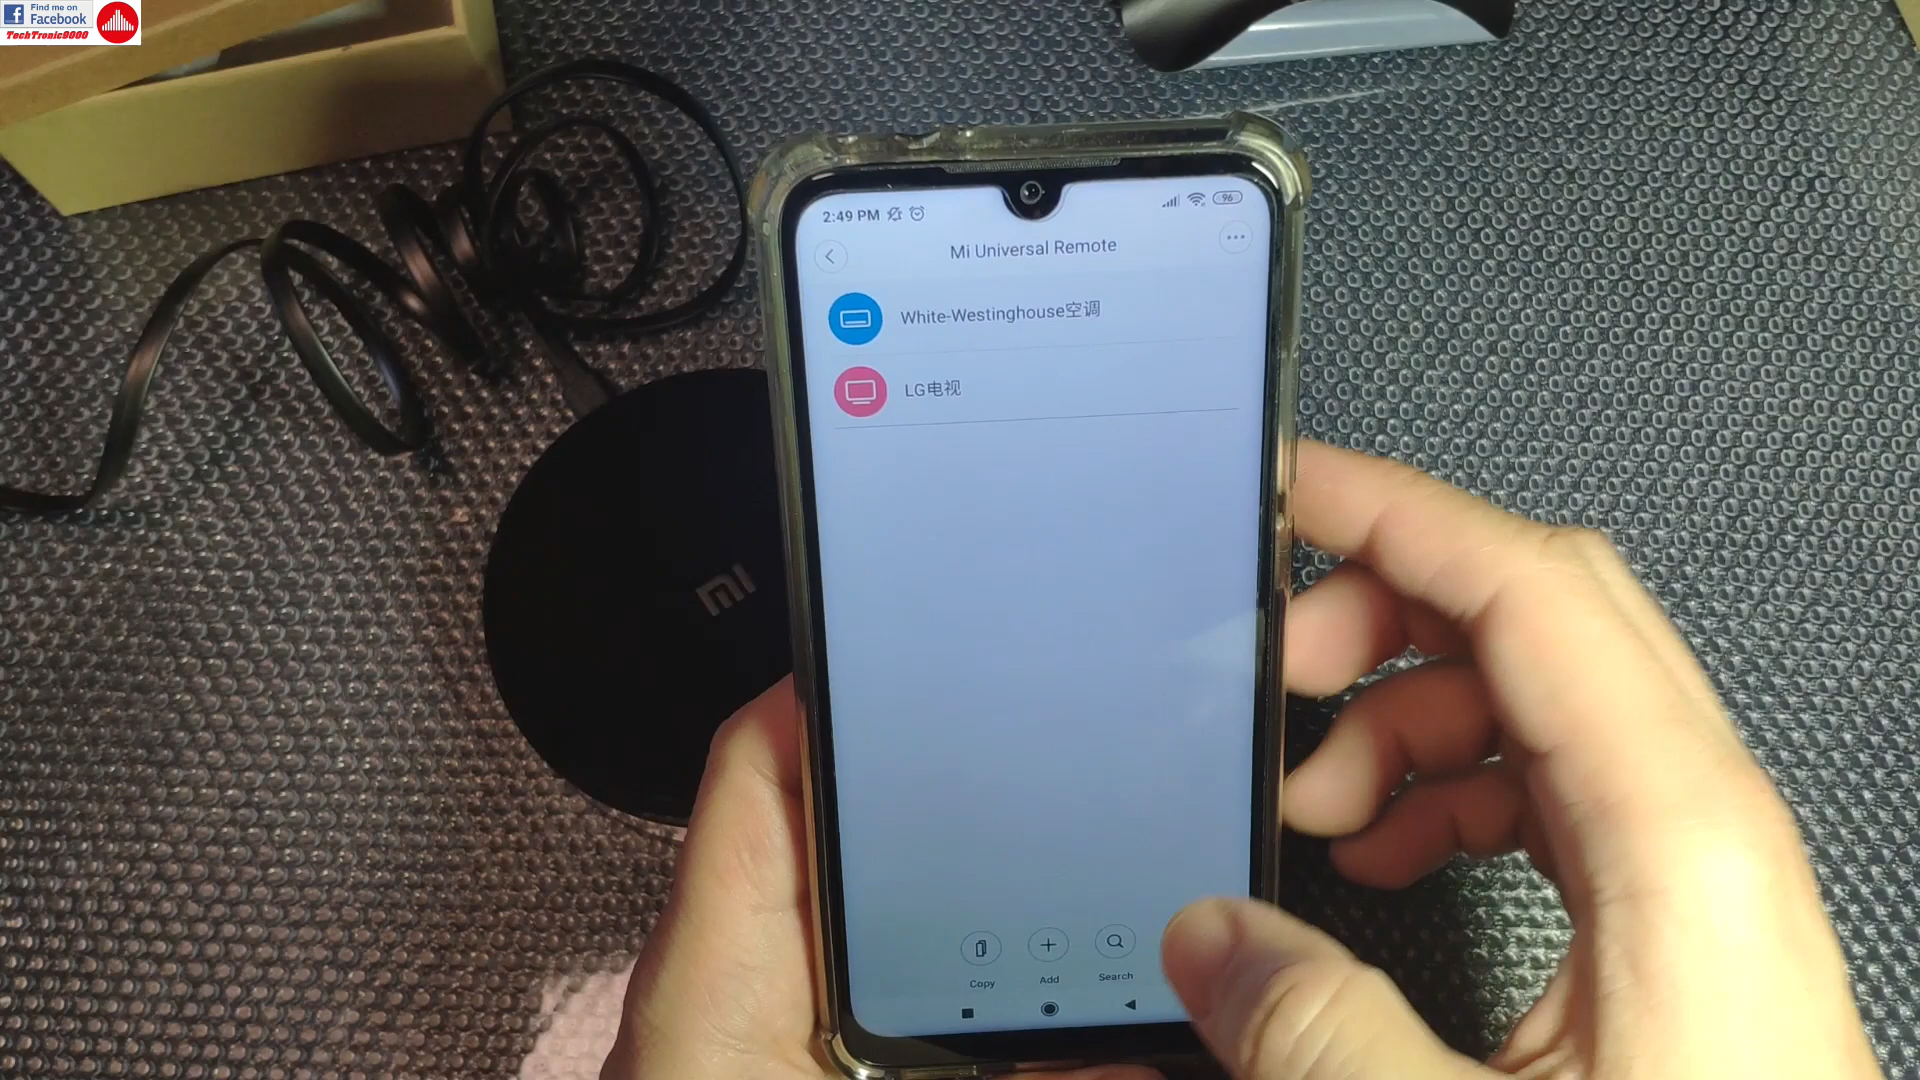 Find me on
Facebook
TechTronic9000
2:49 PM
96
Mi Universal Remote
White-Westinghouse空调
LG电视
mi
Copy
Add
Search